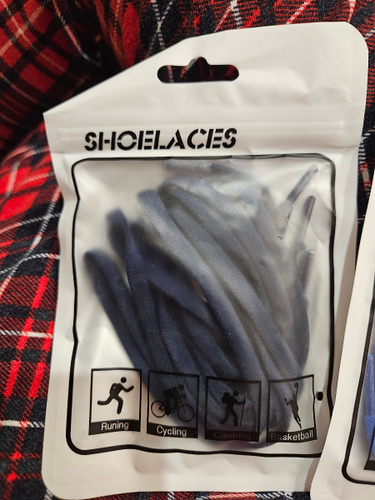 SHOELACES
Runing
Cycling
Climbing
Basketball